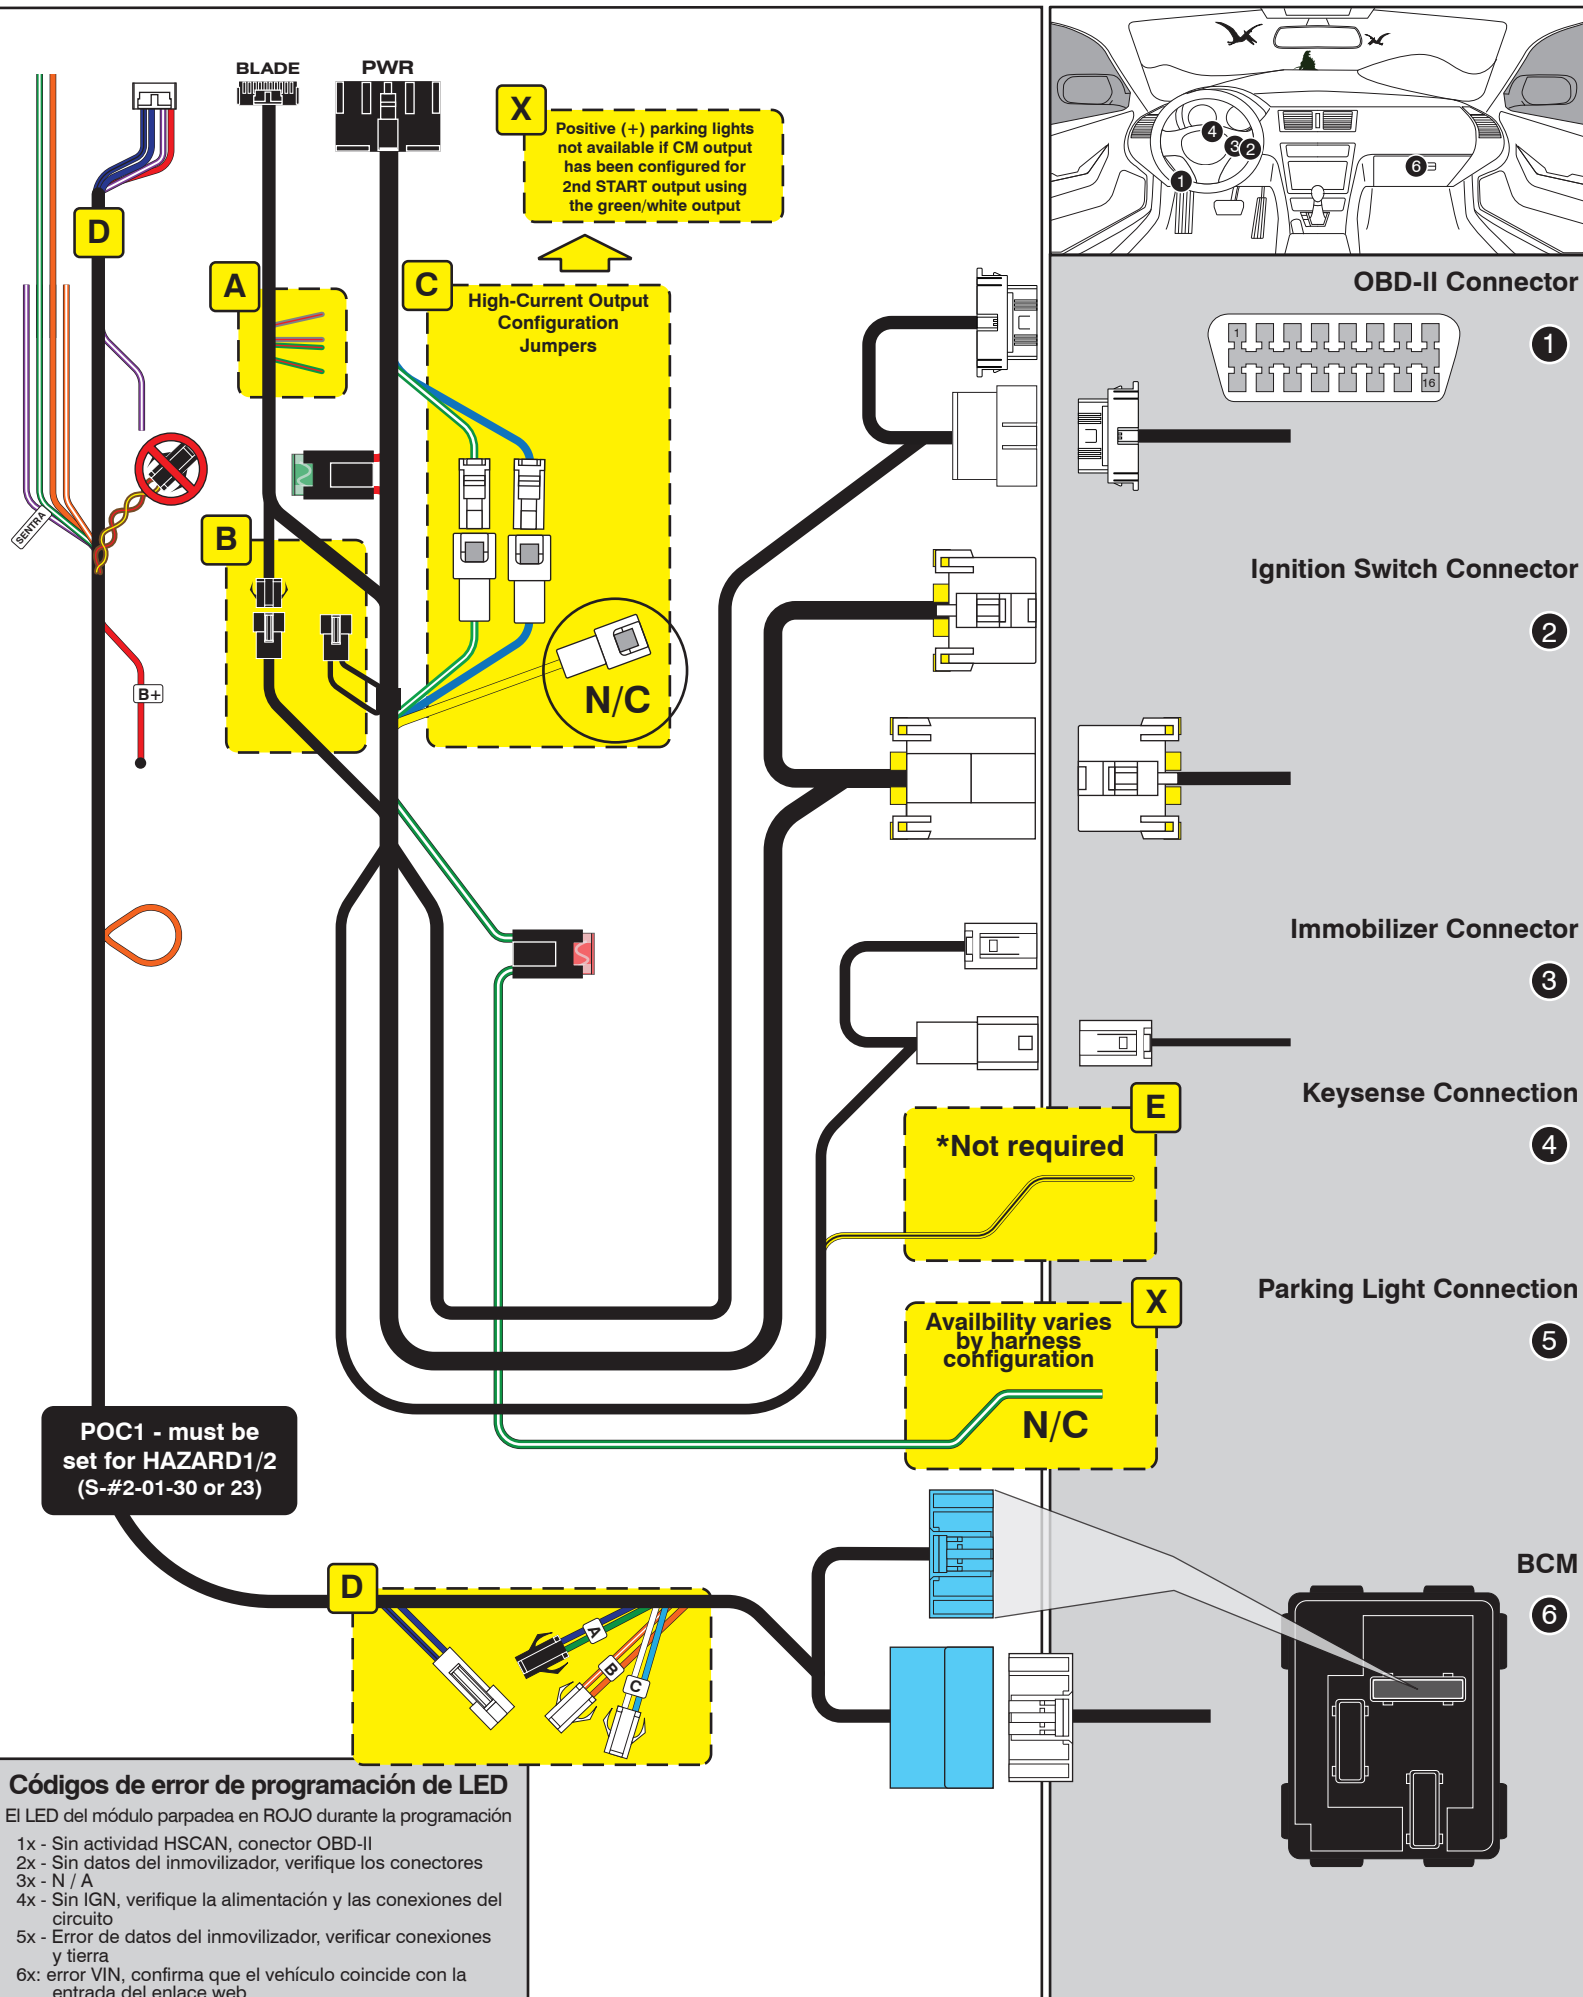 BLADE
PWR
X
Positive (+) parking lights
not available if CM output
has been configured for
2nd START output using
the green/white output
4
3
2
1
6
D
A
C
High-Current Output
Configuration
Jumpers
OBD-II Connector
1
1
16
SENTRA
B
Ignition Switch Connector
2
B+
N/C
Immobilizer Connector
3
Keysense Connection
4
E
*Not required
Parking Light Connection
5
X
Availbility varies
by harness
configuration
N/C
POC1 - must be
set for HAZARD1/2
(S-#2-01-30 or 23)
BCM
6
D
A
B
C
Códigos de error de programación de LED
El LED del módulo parpadea en ROJO durante la programación
1x - Sin actividad HSCAN, conector OBD-II
2x - Sin datos del inmovilizador, verifique los conectores
3x - N / A
4x - Sin IGN, verifique la alimentación y las conexiones del
circuito
5x - Error de datos del inmovilizador, verificar conexiones
y tierra
6x: error VIN, confirma que el vehículo coincide con la
entrada del enlace web